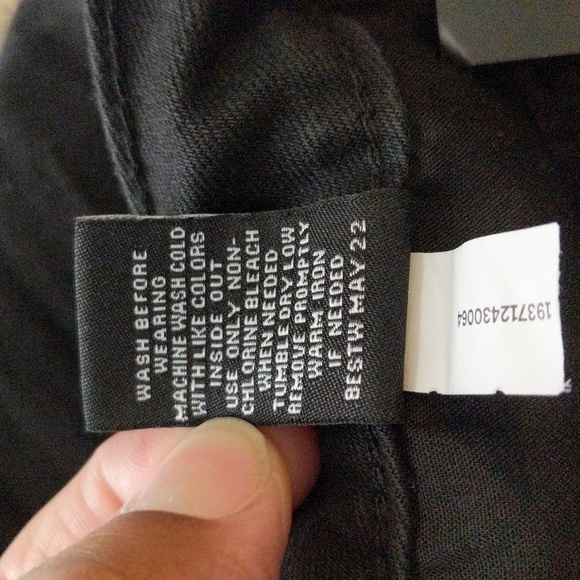 WASH BEFORE
WEARING
MACHINE WASH COLD
WITH LIKE COLORS
INSIDE OUT
USE ONLY NON-
CHLORINE BLEACH
WHEN NEEDED
TUMBLE DRY LOW
REMOVE PROMPTLY
WARM IRON
IF NEEDED
BESTW MAY 22
193712430064